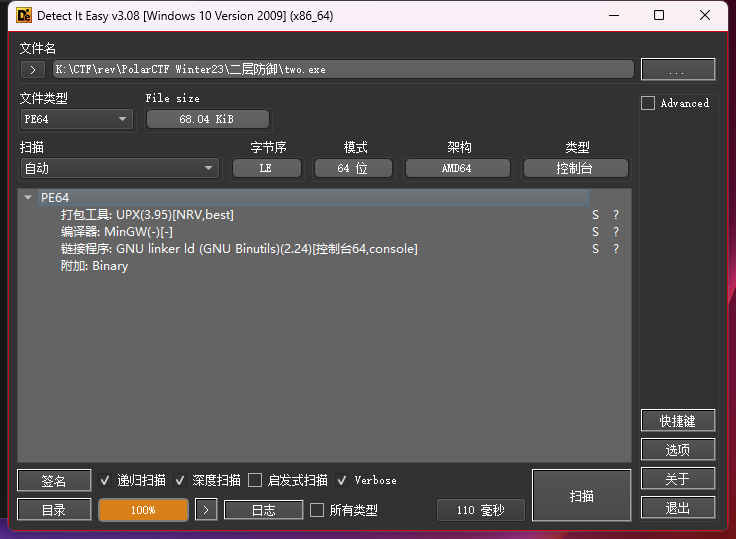 Detect It Easy v3.08 [Windows 10 Version 2009] (x86_64)
文件名
> K:\CTF\rev\PolarCTF Winter23\二层防御\two.exe ...
文件类型 File size
PE64 68.04 KiB
Advanced
扫描 字节序 模式 架构 类型
自动 LE 64 位 AMD64 控制台
PE64
打包工具: UPX(3.95)[NRV,best] S ?
编译器: MinGW(-)[-] S ?
链接程序: GNU linker ld (GNU Binutils)(2.24)[控制台64,console] S ?
附加: Binary
快捷键
选项
签名 递归扫描 深度扫描 启发式扫描 Verbose
扫描
关于
目录 100% > 日志 所有类型 110 毫秒
退出